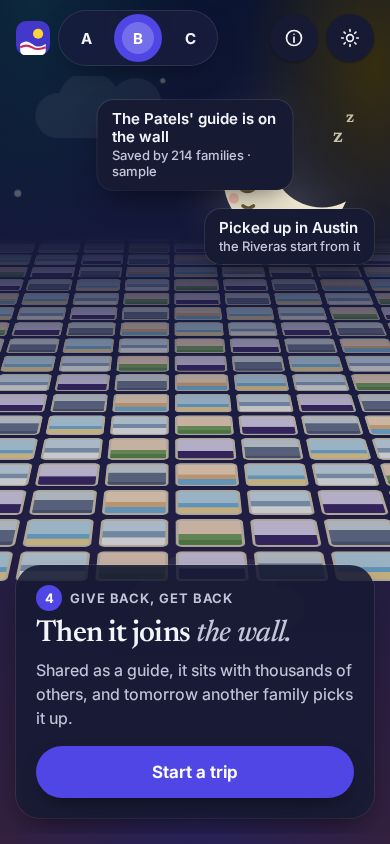 A
B
C
The Patels' guide is on
the wall
Saved by 214 families ·
sample
z
z
Picked up in Austin
the Riveras start from it
4 GIVE BACK, GET BACK
Then it joins the wall.
Shared as a guide, it sits with thousands of
others, and tomorrow another family picks
it up.
Start a trip